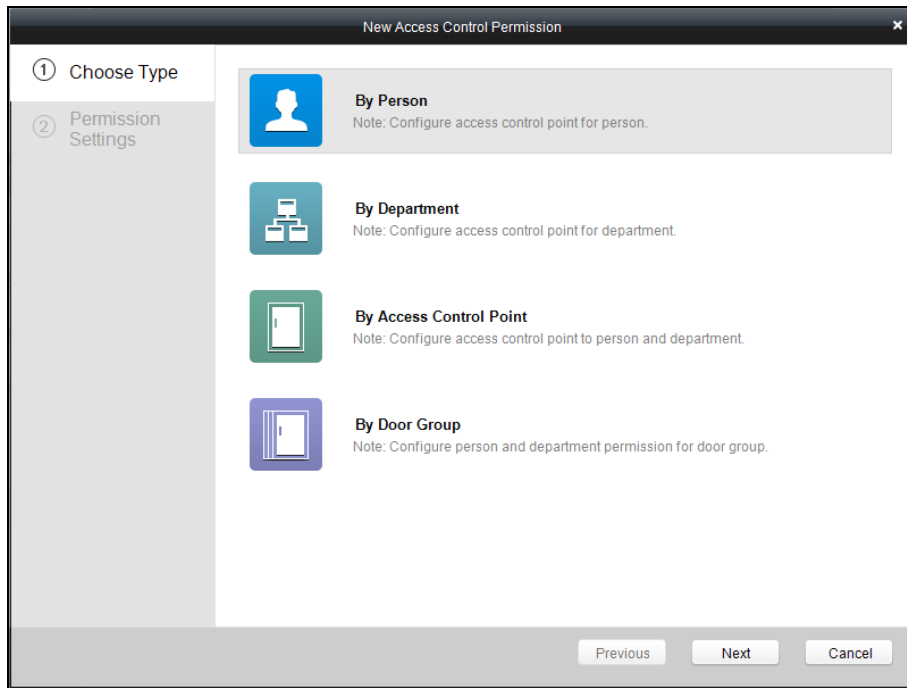 New Access Control Permission
×
1 Choose Type
2 Permission
Settings
By Person
Note: Configure access control point for person.
By Department
Note: Configure access control point for department.
By Access Control Point
Note: Configure access control point to person and department.
By Door Group
Note: Configure person and department permission for door group.
Previous Next Cancel